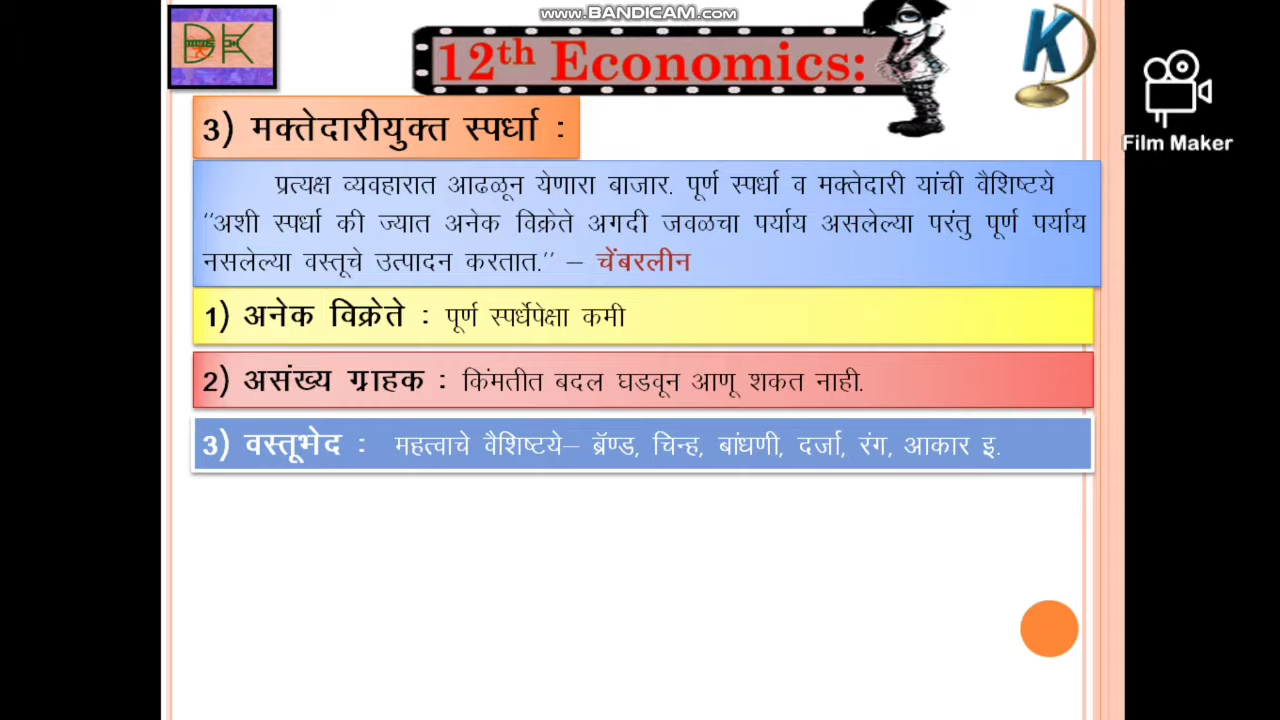 www.BANDICAM.com
DK
12th Economics:
K
Film Maker
3) मक्तेदारीयुक्त स्पर्धा :
प्रत्यक्ष व्यवहारात आढळून येणारा बाजार. पूर्ण स्पर्धा व मक्तेदारी यांची वैशिष्टये
''अशी स्पर्धा की ज्यात अनेक विक्रेते अगदी जवळचा पर्याय असलेल्या परंतु पूर्ण पर्याय
नसलेल्या वस्तूचे उत्पादन करतात.'' – चेंबरलीन
1) अनेक विक्रेते : पूर्ण स्पर्धेपेक्षा कमी
2) असंख्य ग्राहक : किंमतीत बदल घडवून आणू शकत नाही.
3) वस्तूभेद : महत्वाचे वैशिष्टये– ब्रॅण्ड, चिन्ह, बांधणी, दर्जा, रंग, आकार इ.